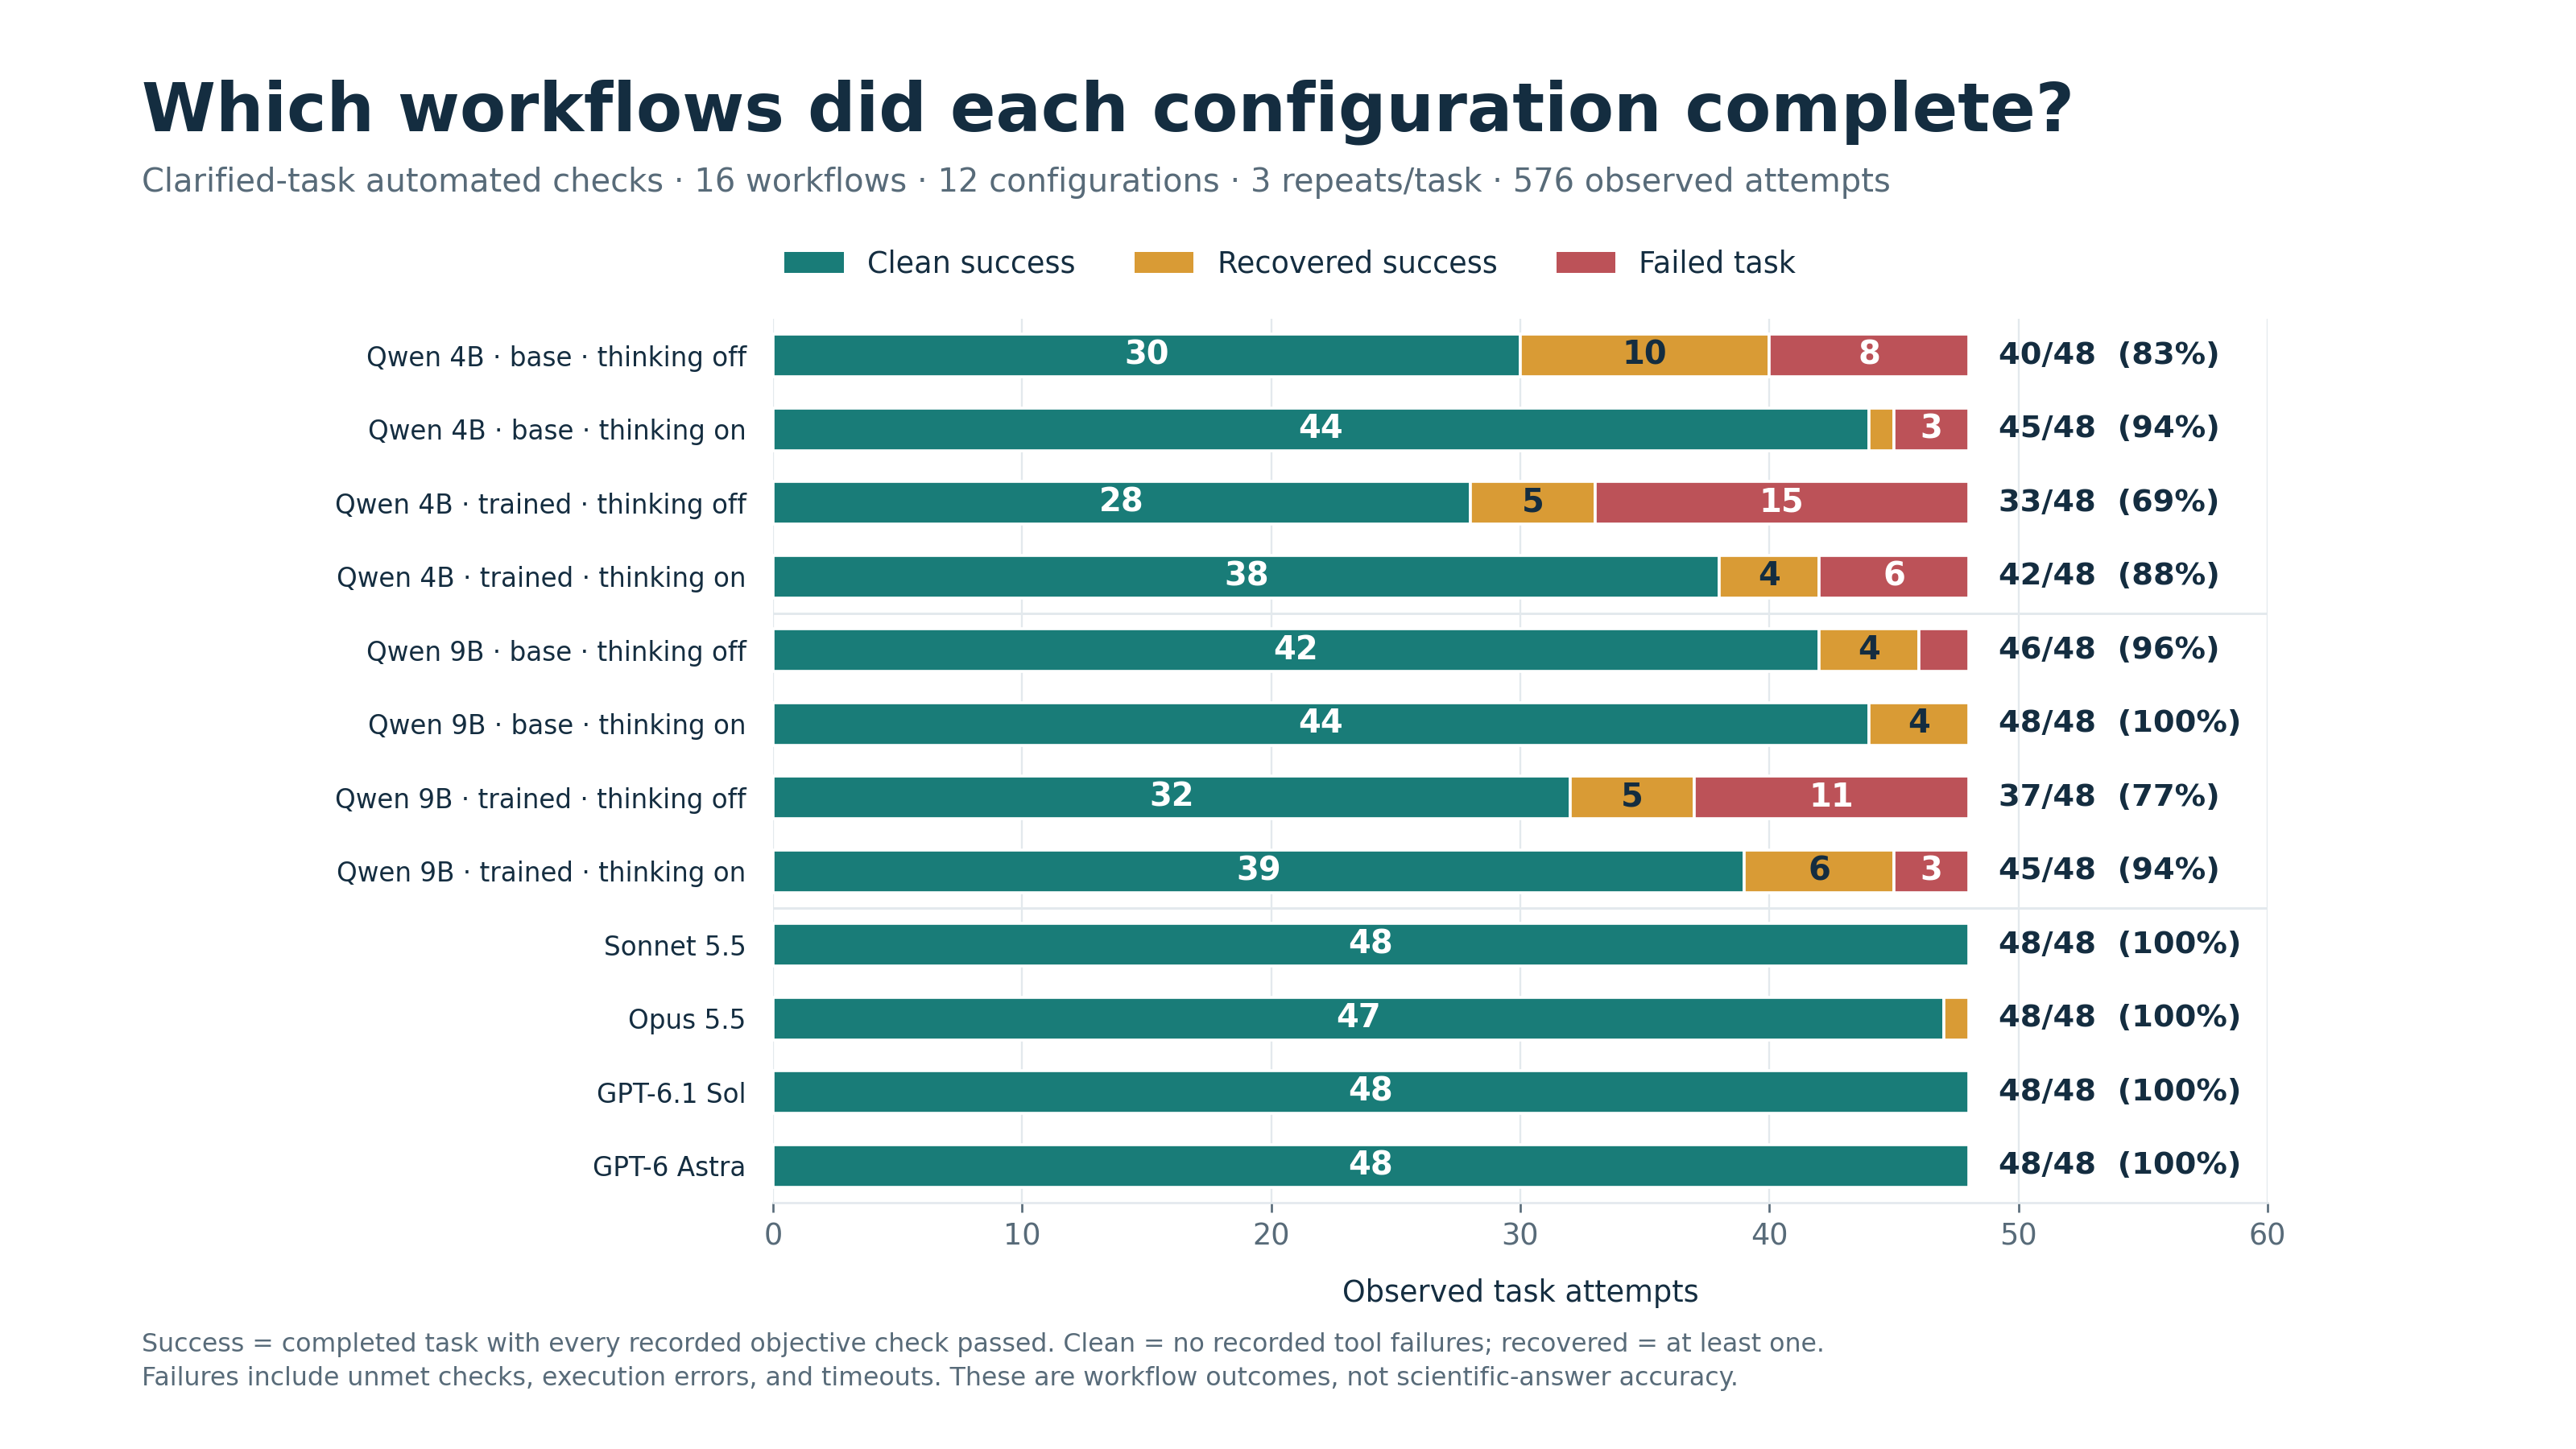 Which workflows did each configuration complete?
Clarified-task automated checks · 16 workflows · 12 configurations · 3 repeats/task · 576 observed attempts
Clean success Recovered success Failed task
Qwen 4B · base · thinking off 30 10 8 40/48 (83%)
Qwen 4B · base · thinking on 44 3 45/48 (94%)
Qwen 4B · trained · thinking off 28 5 15 33/48 (69%)
Qwen 4B · trained · thinking on 38 4 6 42/48 (88%)
Qwen 9B · base · thinking off 42 4 46/48 (96%)
Qwen 9B · base · thinking on 44 4 48/48 (100%)
Qwen 9B · trained · thinking off 32 5 11 37/48 (77%)
Qwen 9B · trained · thinking on 39 6 3 45/48 (94%)
Sonnet 5.5 48 48/48 (100%)
Opus 5.5 47 48/48 (100%)
GPT-6.1 Sol 48 48/48 (100%)
GPT-6 Astra 48 48/48 (100%)
0 10 20 30 40 50 60
Observed task attempts
Success = completed task with every recorded objective check passed. Clean = no recorded tool failures; recovered = at least one.
Failures include unmet checks, execution errors, and timeouts. These are workflow outcomes, not scientific-answer accuracy.